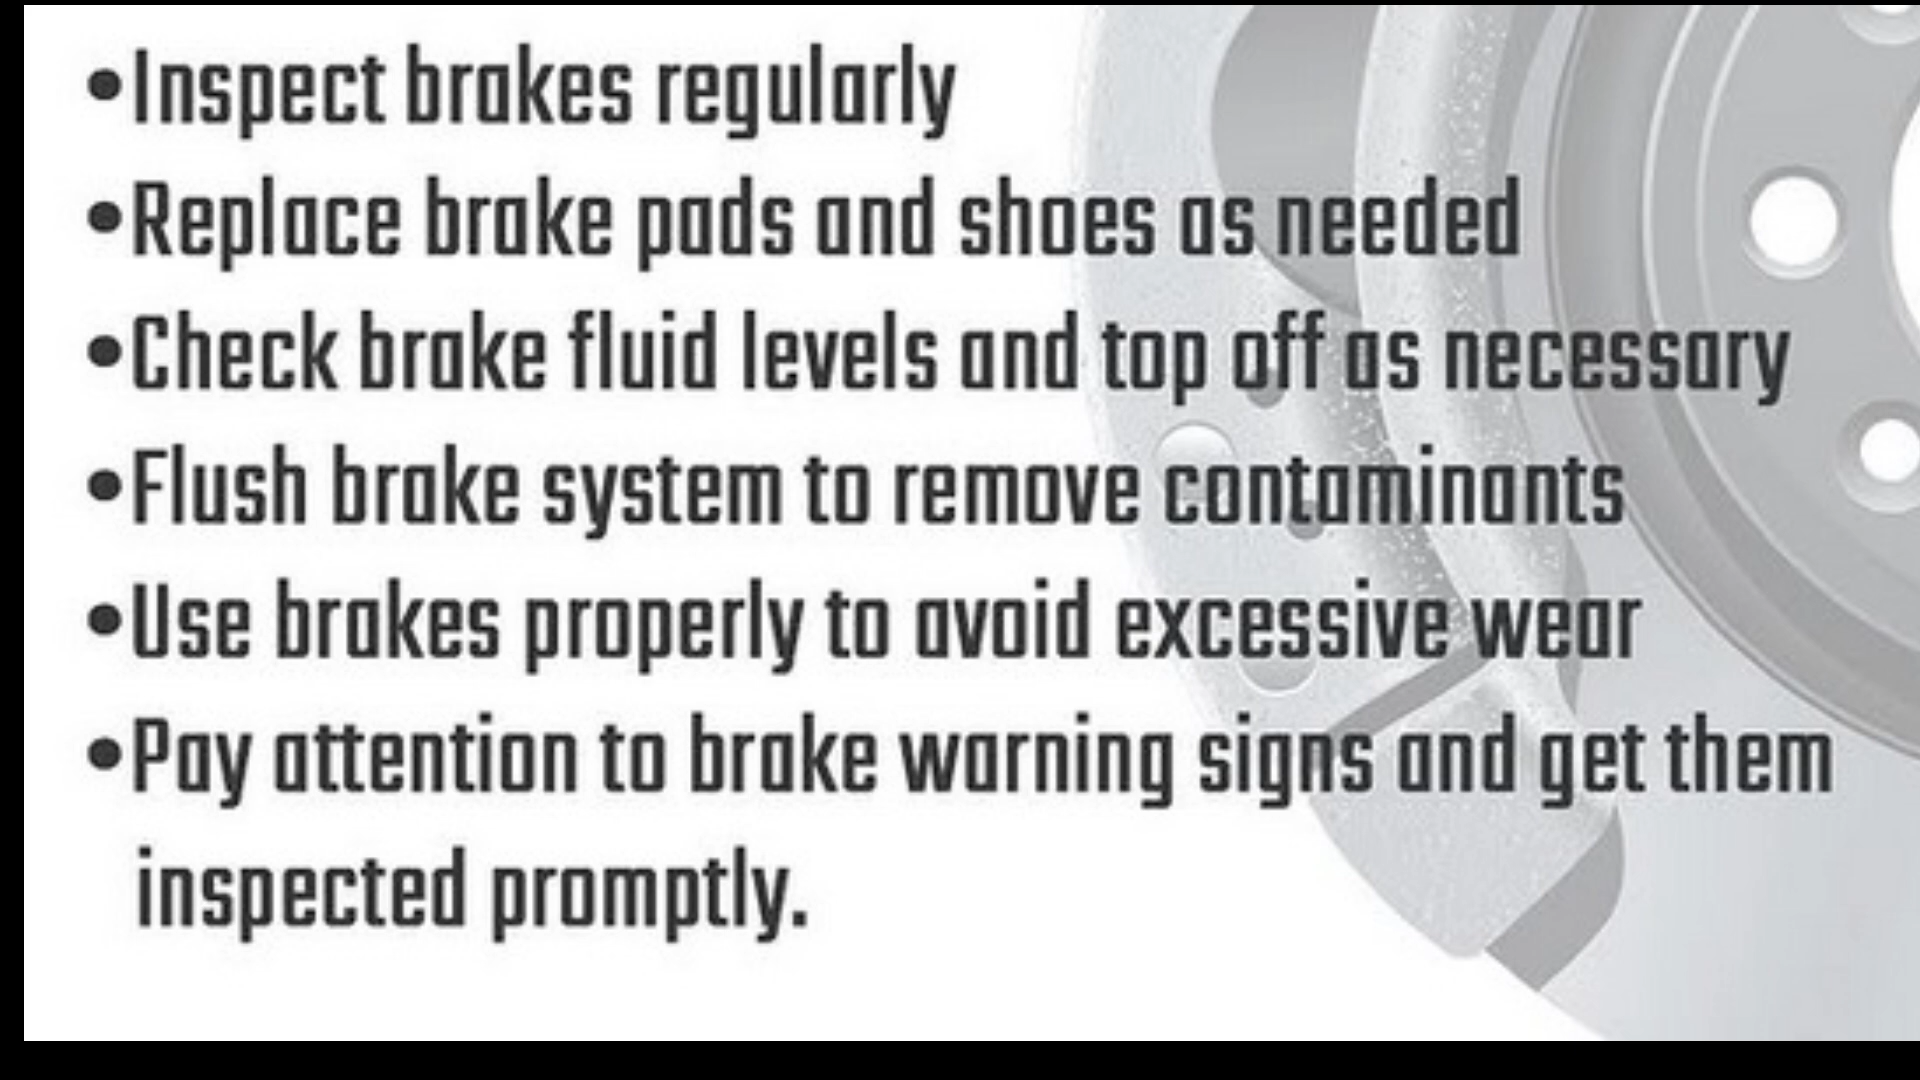 •Inspect brakes regularly
•Replace brake pads and shoes as needed
•Check brake fluid levels and top off as necessary
•Flush brake system to remove contaminants
•Use brakes properly to avoid excessive wear
•Pay attention to brake warning signs and get them
inspected promptly.